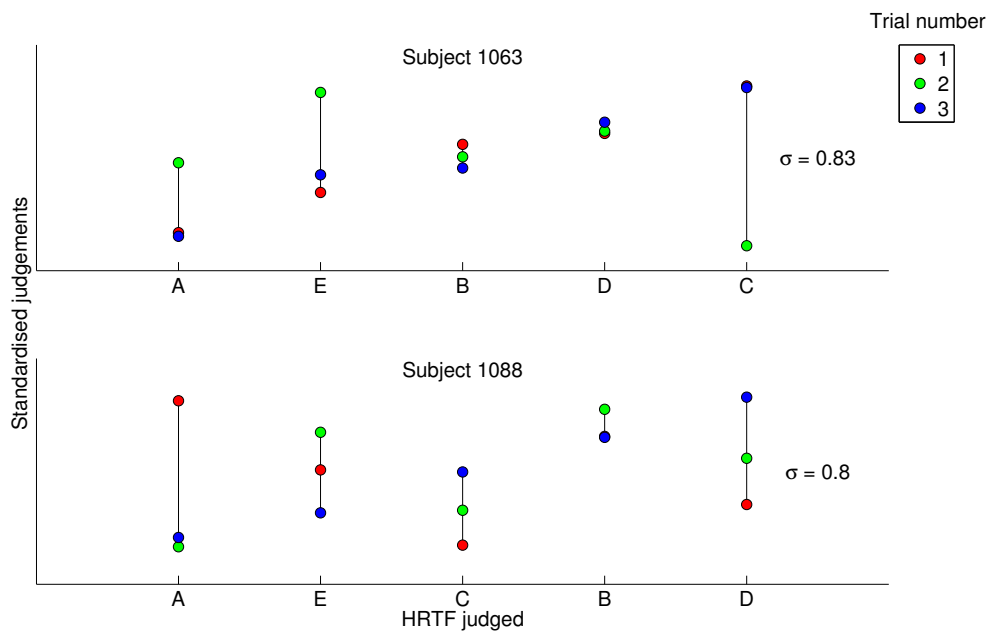 Trial number
1
2
3
Subject 1063
σ = 0.83
A E B D C
Standardised judgements
Subject 1088
σ = 0.8
A E C B D
HRTF judged